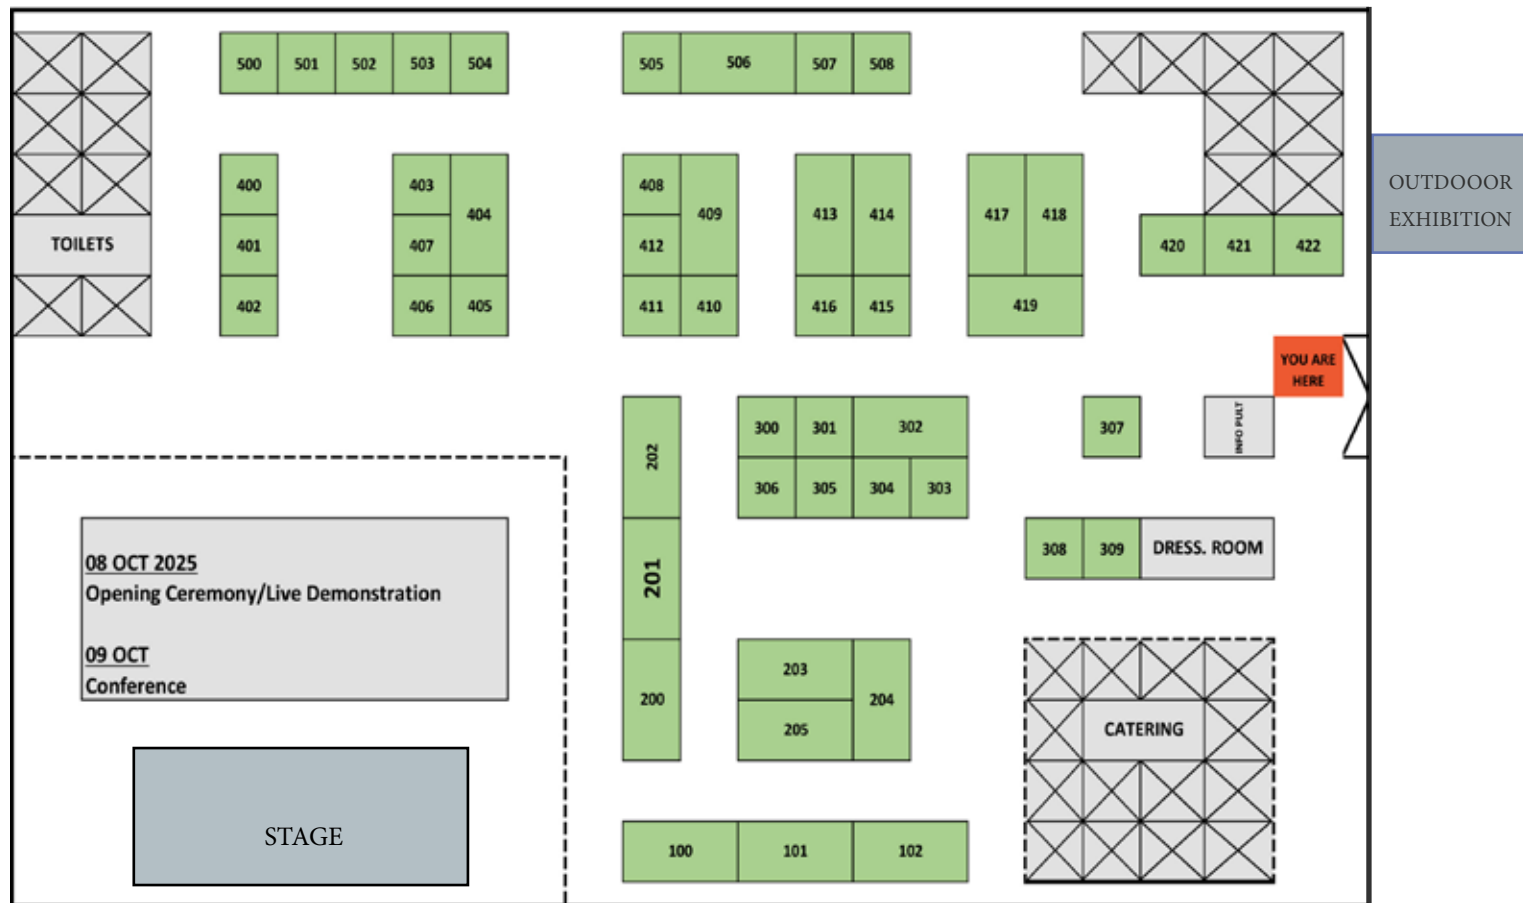 500 501 502 503 504 505 506 507 508
400 403 408
404 409 413 414 417 418
OUTDOOOR
EXHIBITION
TOILETS 401 407 412 420 421 422
402 406 405 411 410 416 415 419
YOU ARE
HERE
202 300 301 302 307 INFO PULT
306 305 304 303
308 309 DRESS. ROOM
08 OCT 2025
Opening Ceremony/Live Demonstration
201
09 OCT
Conference
200 203 204
205 CATERING
STAGE
100 101 102